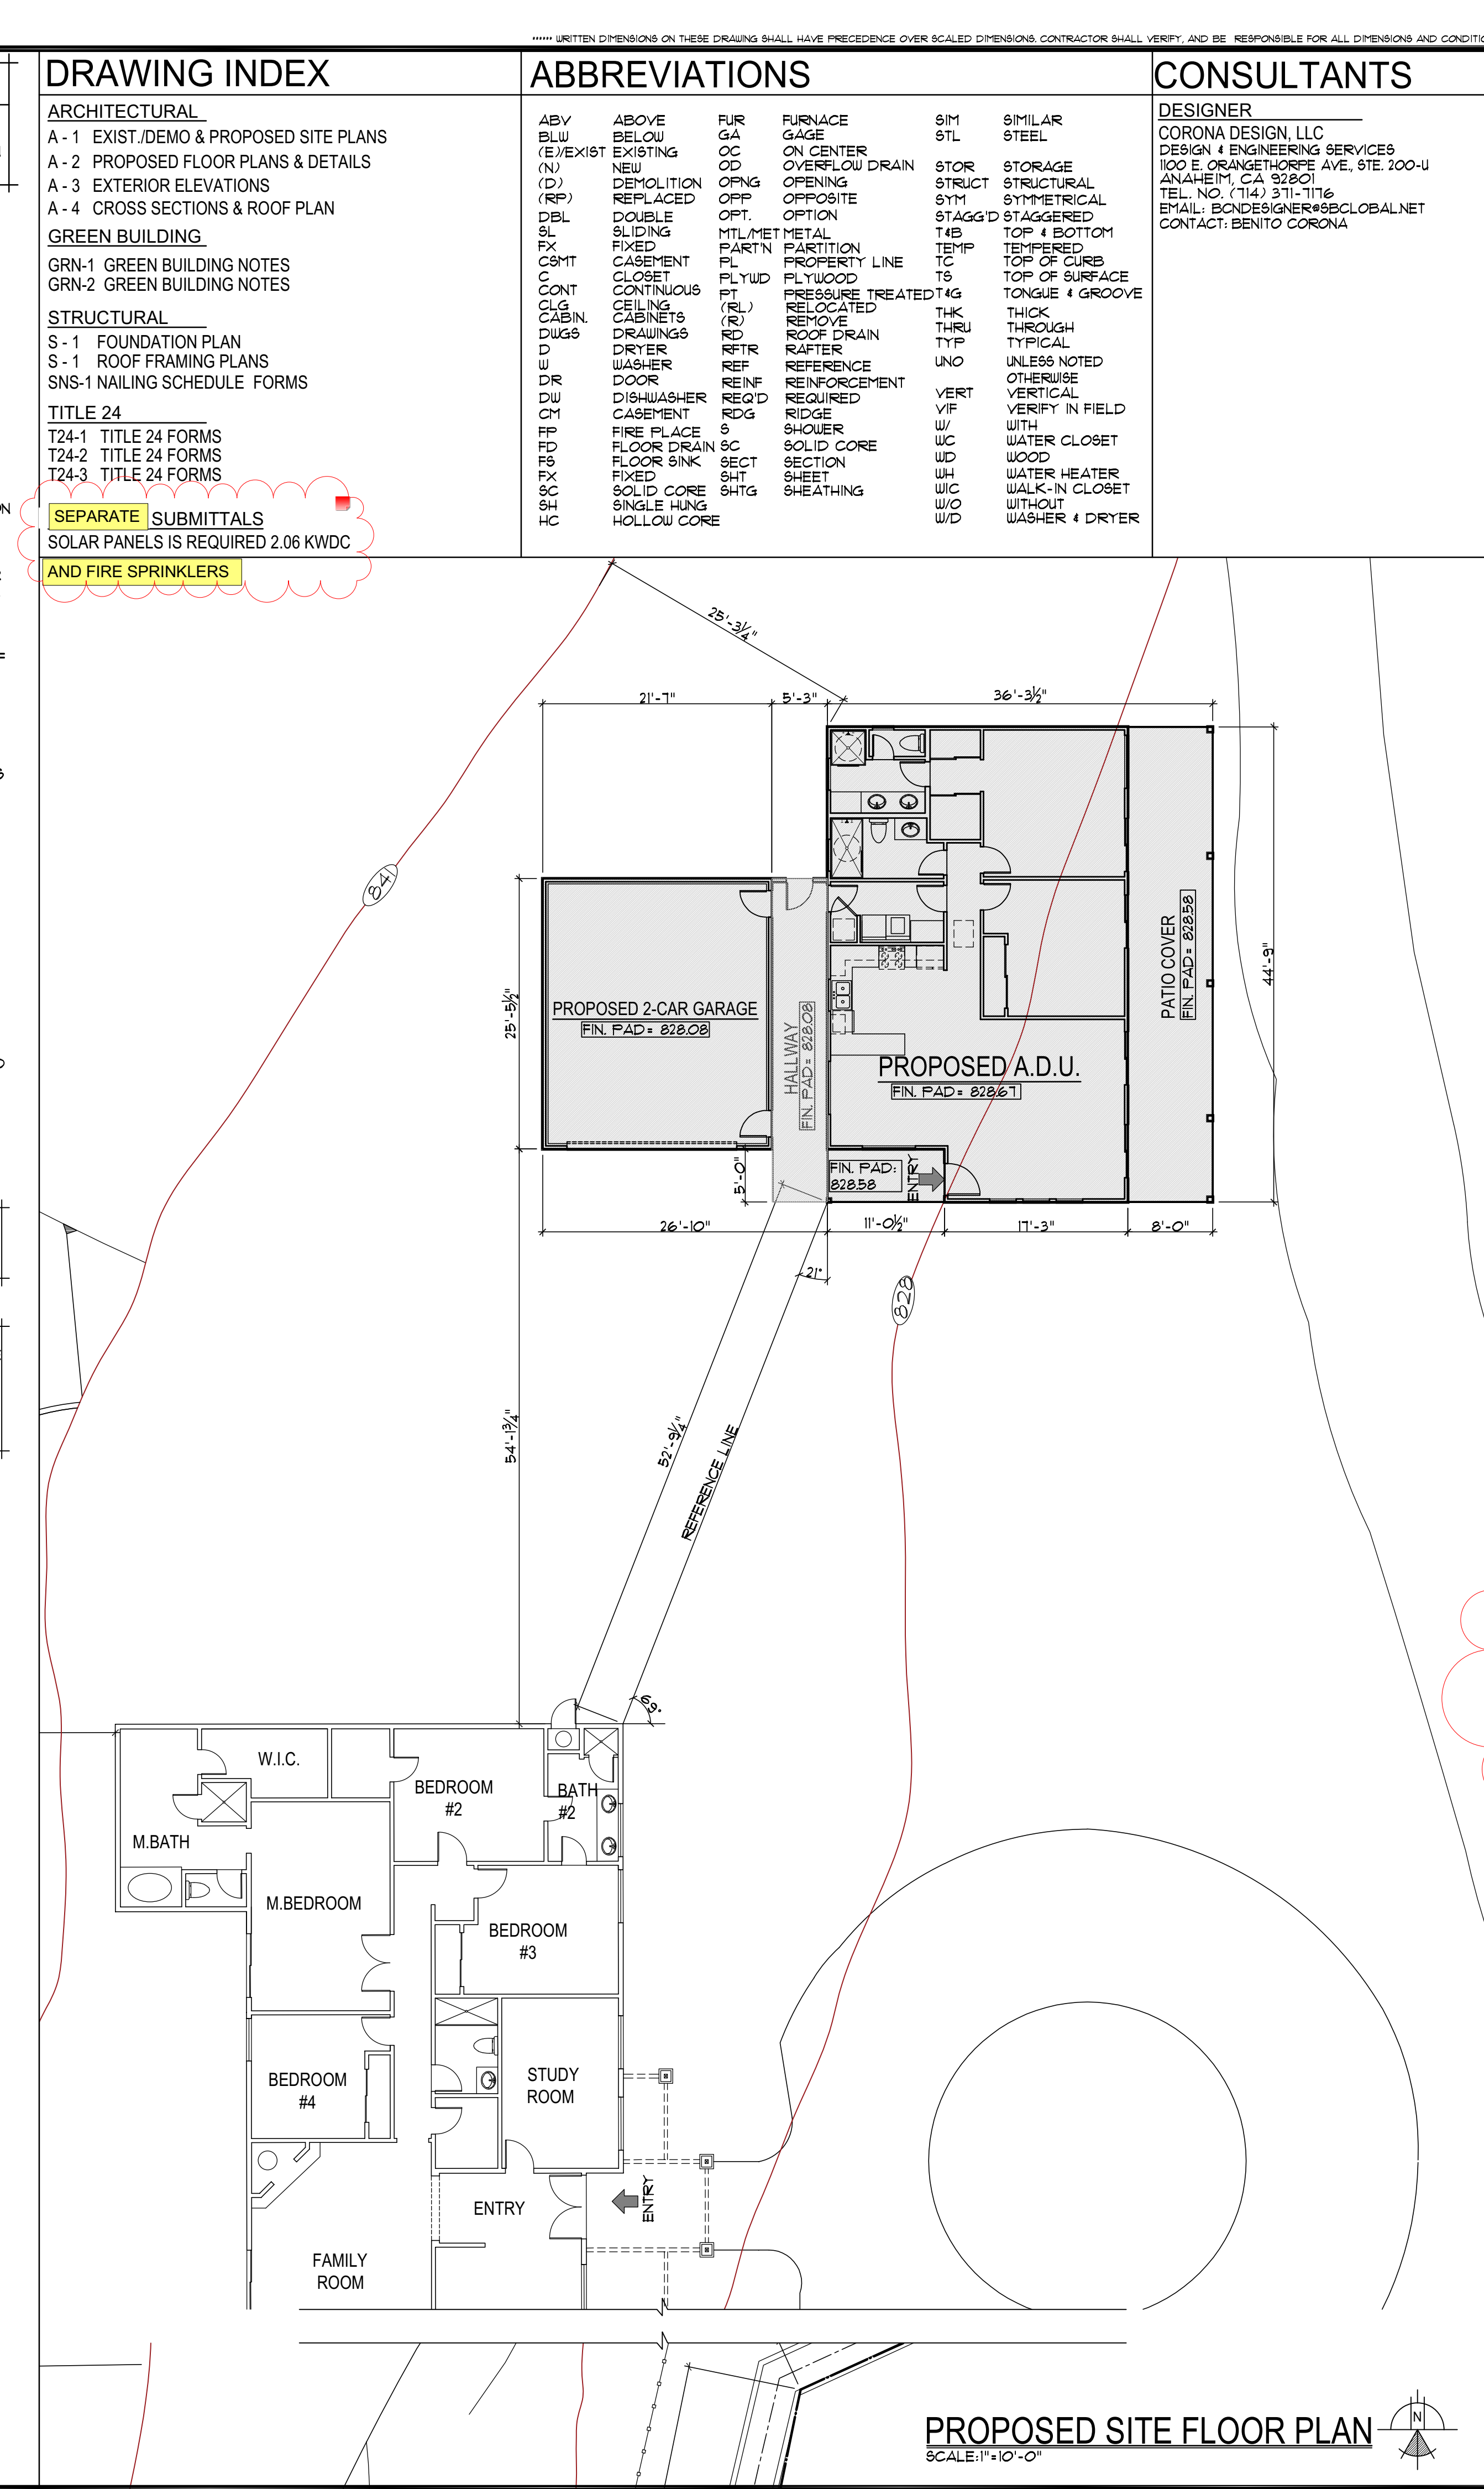 ****** WRITTEN DIMENSIONS ON THESE DRAWING SHALL HAVE PRECEDENCE OVER SCALED DIMENSIONS. CONTRACTOR SHALL VERIFY, AND BE RESPONSIBLE FOR ALL DIMENSIONS AND
DRAWING INDEX
ARCHITECTURAL
A - 1 EXIST./DEMO & PROPOSED SITE PLANS
A - 2 PROPOSED FLOOR PLANS & DETAILS
A - 3 EXTERIOR ELEVATIONS
A - 4 CROSS SECTIONS & ROOF PLAN
GREEN BUILDING
GRN-1 GREEN BUILDING NOTES
GRN-2 GREEN BUILDING NOTES
STRUCTURAL
S - 1 FOUNDATION PLAN
S - 1 ROOF FRAMING PLANS
SNS-1 NAILING SCHEDULE FORMS
TITLE 24
T24-1 TITLE 24 FORMS
T24-2 TITLE 24 FORMS
T24-3 TITLE 24 FORMS
SEPARATE SUBMITTALS
SOLAR PANELS IS REQUIRED 2.06 KWDC
AND FIRE SPRINKLERS
ABBREVIATIONS
ABV ABOVE
BLW BELOW
(E)/EXIST EXISTING
(N) NEW
(D) DEMOLITION
(RP) REPLACED
DBL DOUBLE
SL SLIDING
FX FIXED
CSMT CASEMENT
C CLOSET
CONT CONTINUOUS
CLG CEILING
CABIN. CABINETS
DWGS DRAWINGS
D DRYER
W WASHER
DR DOOR
DW DISHWASHER
CM CASEMENT
FP FIRE PLACE
FD FLOOR DRAIN
FS FLOOR SINK
FX FIXED
SC SOLID CORE
SH SINGLE HUNG
HC HOLLOW CORE
FUR FURNACE
GA GAGE
OC ON CENTER
OD OVERFLOW DRAIN
OPNG OPENING
OPP OPPOSITE
OPT. OPTION
MTL/MET METAL
PART'N PARTITION
PL PROPERTY LINE
PLYWD PLYWOOD
PT PRESSURE TREATED
(RL) RELOCATED
(R) REMOVE
RD ROOF DRAIN
RFTR RAFTER
REF REFERENCE
REINF REINFORCEMENT
REQ'D REQUIRED
RDG RIDGE
S SHOWER
SC SOLID CORE
SECT SECTION
SHT SHEET
SHTG SHEATHING
SIM SIMILAR
STL STEEL
STOR STORAGE
STRUCT STRUCTURAL
SYM SYMMETRICAL
STAGG'D STAGGERED
T&B TOP & BOTTOM
TEMP TEMPERED
TC TOP OF CURB
TS TOP OF SURFACE
T&G TONGUE & GROOVE
THK THICK
THRU THROUGH
TYP TYPICAL
UNO UNLESS NOTED
OTHERWISE
VERT VERTICAL
VIF VERIFY IN FIELD
W/ WITH
WC WATER CLOSET
WD WOOD
WH WATER HEATER
WIC WALK-IN CLOSET
W/O WITHOUT
W/D WASHER & DRYER
CONSULTANTS
DESIGNER
CORONA DESIGN, LLC
DESIGN & ENGINEERING SERVICES
1100 E. ORANGETHORPE AVE., STE. 200-U
ANAHEIM, CA 92801
TEL. NO. (714) 371-7176
EMAIL: BCNDESIGNER@SBCLOBAL.NET
CONTACT: BENITO CORONA
25'-3/4"
21'-7"
5'-3"
36'-3½"
841
25'-5½"
PROPOSED 2-CAR GARAGE
FIN. PAD= 828.08
HALLWAY
FIN. PAD= 828.08
PROPOSED A.D.U.
FIN. PAD= 828.67
PATIO COVER
FIN. PAD= 828.58
44'-9"
5'-0"
FIN. PAD:
828.58
ENTRY
26'-10"
11'-0½"
17'-3"
8'-0"
21°
828
54'-1¾"
52'-9¼"
REFERENCE LINE
69°
W.I.C.
BEDROOM
#2
BATH
#2
M.BATH
M.BEDROOM
BEDROOM
#3
BEDROOM
#4
STUDY
ROOM
ENTRY
ENTRY
FAMILY
ROOM
PROPOSED SITE FLOOR PLAN
SCALE:1"=10'-0"
N